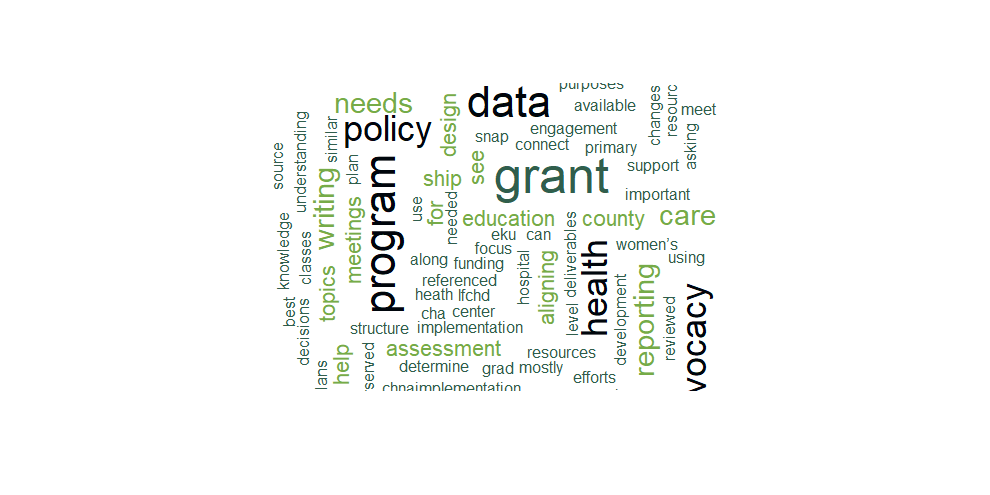 purposes
needs
data
available
changes
resourc
meet
policy
design
similar
understanding
source
snap
engagement
connect
primary
asking
plan
program
ship
see
grant
support
important
writing
meetings
use
for
needed
education
county
care
knowledge
classes
topics
eku
can
focus
along
funding
referenced
heath
lfchd
cha
center
hospital
aligning
deliverables
level
health
women's
using
development
reporting
reviewed
vocacy
best
decisions
structure
implementation
help
lans
served
assessment
determine
grad
mostly
resources
efforts
chnaimplementation